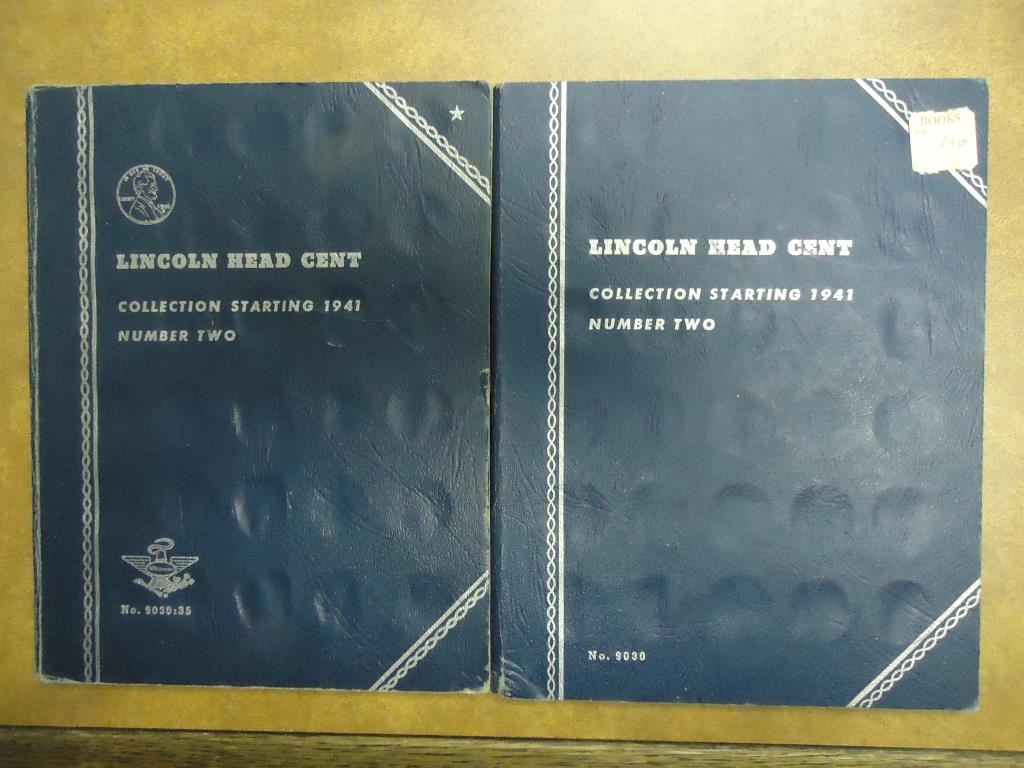 LINCOLN HEAD CENT
COLLECTION STARTING 1941
NUMBER TWO
No. 9030:35
BOOKS
LINCOLN HEAD CENT
COLLECTION STARTING 1941
NUMBER TWO
No. 9030